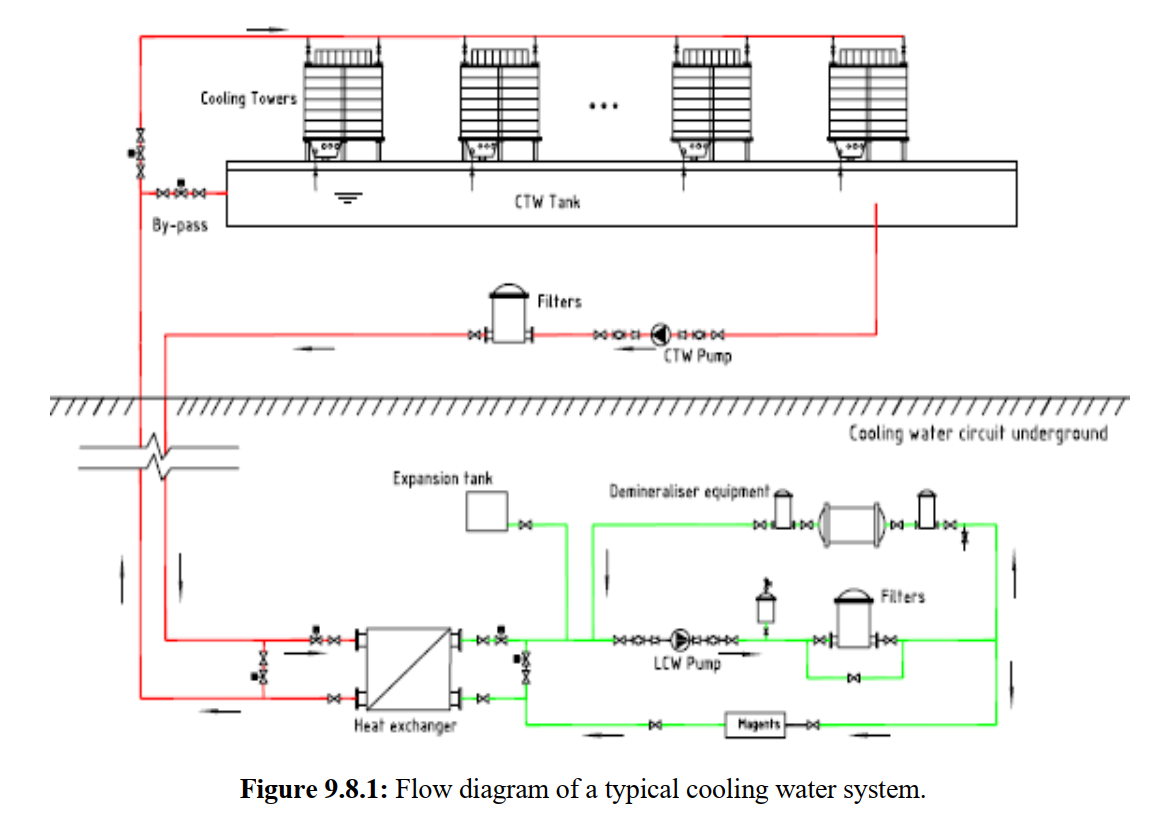 Cooling Towers
CTW Tank
By-pass
Filters
CTW Pump
Cooling water circuit underground
Expansion tank
Demineraliser equipment
Filters
LCW Pump
Magents
Heat exchanger
Figure 9.8.1: Flow diagram of a typical cooling water system.